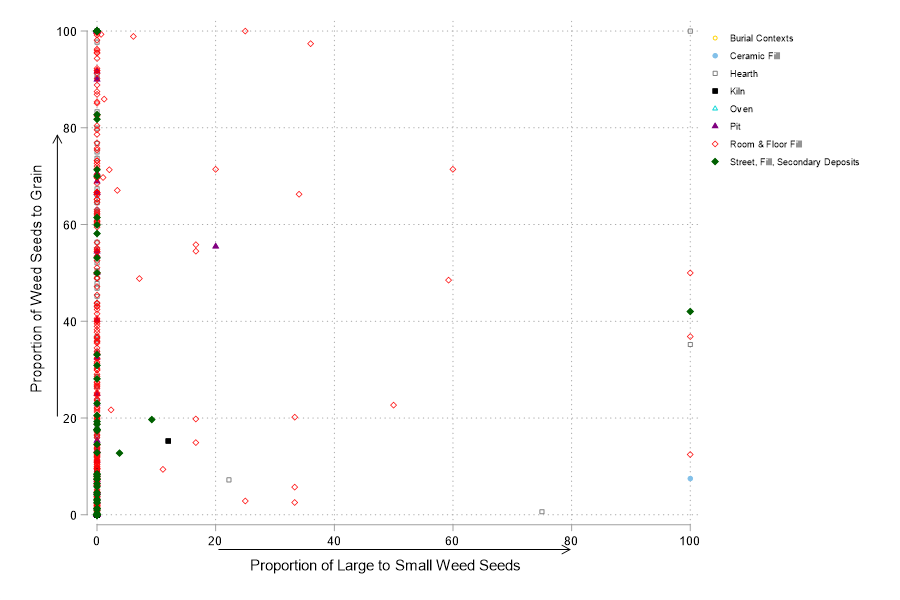 100
80
60
40
20
0
Proportion of Weed Seeds to Grain
0 20 40 60 80 100
Proportion of Large to Small Weed Seeds
Burial Contexts
Ceramic Fill
Hearth
Kiln
Oven
Pit
Room & Floor Fill
Street, Fill, Secondary Deposits